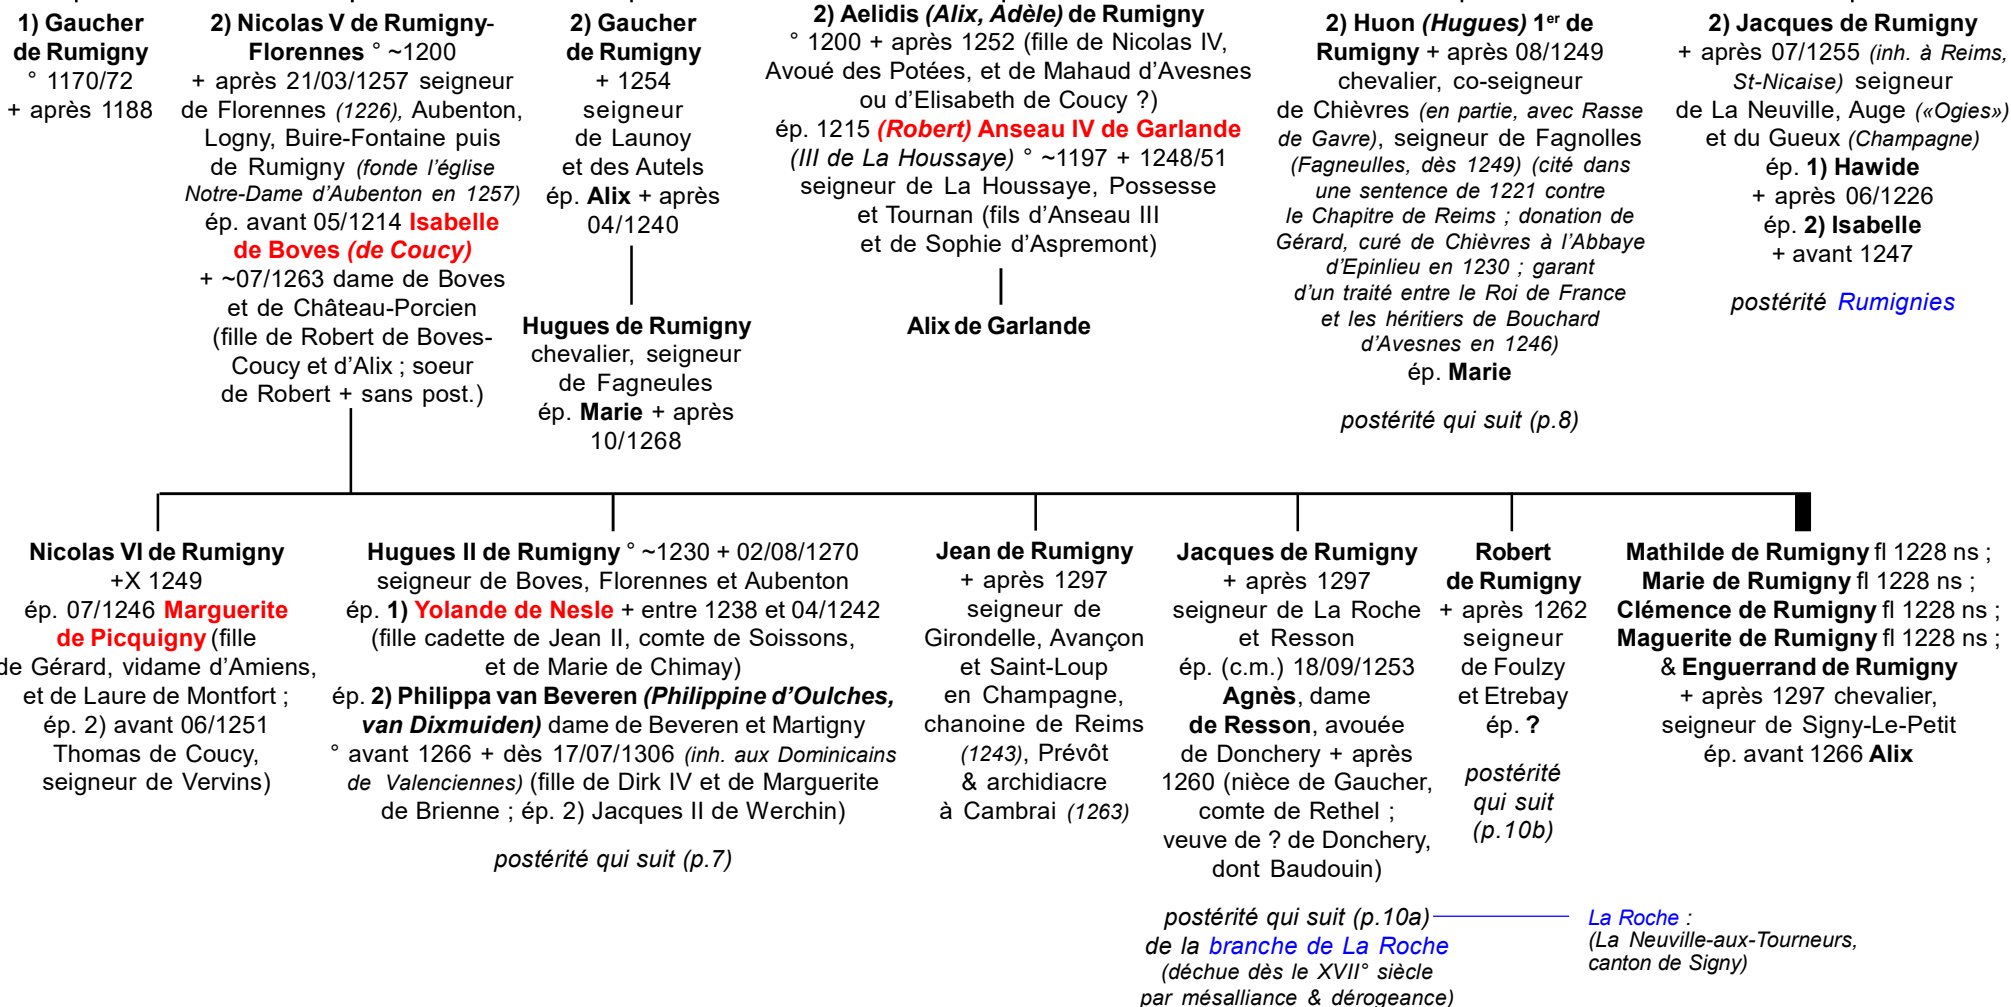 1) Gaucher
de Rumigny
° 1170/72
+ après 1188
2) Nicolas V de Rumigny-
Florennes ° ~1200
+ après 21/03/1257 seigneur
de Florennes (1226), Aubenton,
Logny, Buire-Fontaine puis
de Rumigny (fonde l’église
Notre-Dame d’Aubenton en 1257)
ép. avant 05/1214 Isabelle
de Boves (de Coucy)
+ ~07/1263 dame de Boves
et de Château-Porcien
(fille de Robert de Boves-
Coucy et d’Alix ; soeur
de Robert + sans post.)
2) Gaucher
de Rumigny
+ 1254
seigneur
de Launoy
et des Autels
ép. Alix + après
04/1240
Hugues de Rumigny
chevalier, seigneur
de Fagneules
ép. Marie + après
10/1268
2) Aelidis (Alix, Adèle) de Rumigny
° 1200 + après 1252 (fille de Nicolas IV,
Avoué des Potées, et de Mahaud d’Avesnes
ou d’Elisabeth de Coucy ?)
ép. 1215 (Robert) Anseau IV de Garlande
(III de La Houssaye) ° ~1197 + 1248/51
seigneur de La Houssaye, Possesse
et Tournan (fils d’Anseau III
et de Sophie d’Aspremont)
Alix de Garlande
2) Huon (Hugues) 1er de
Rumigny + après 08/1249
chevalier, co-seigneur
de Chièvres (en partie, avec Rasse
de Gavre), seigneur de Fagnolles
(Fagneulles, dès 1249) (cité dans
une sentence de 1221 contre
le Chapitre de Reims ; donation de
Gérard, curé de Chièvres à l’Abbaye
d’Epinlieu en 1230 ; garant
d’un traité entre le Roi de France
et les héritiers de Bouchard
d’Avesnes en 1246)
ép. Marie
postérité qui suit (p.8)
2) Jacques de Rumigny
+ après 07/1255 (inh. à Reims,
St-Nicaise) seigneur
de La Neuville, Auge («Ogies»)
et du Gueux (Champagne)
ép. 1) Hawide
+ après 06/1226
ép. 2) Isabelle
+ avant 1247
postérité Rumignies
Nicolas VI de Rumigny
+X 1249
ép. 07/1246 Marguerite
de Picquigny (fille
de Gérard, vidame d’Amiens,
et de Laure de Montfort ;
ép. 2) avant 06/1251
Thomas de Coucy,
seigneur de Vervins)
Hugues II de Rumigny ° ~1230 + 02/08/1270
seigneur de Boves, Florennes et Aubenton
ép. 1) Yolande de Nesle + entre 1238 et 04/1242
(fille cadette de Jean II, comte de Soissons,
et de Marie de Chimay)
ép. 2) Philippa van Beveren (Philippine d’Oulches,
van Dixmuiden) dame de Beveren et Martigny
° avant 1266 + dès 17/07/1306 (inh. aux Dominicains
de Valenciennes) (fille de Dirk IV et de Marguerite
de Brienne ; ép. 2) Jacques II de Werchin)
postérité qui suit (p.7)
Jean de Rumigny
+ après 1297
seigneur de
Girondelle, Avançon
et Saint-Loup
en Champagne,
chanoine de Reims
(1243), Prévôt
& archidiacre
à Cambrai (1263)
Jacques de Rumigny
+ après 1297
seigneur de La Roche
et Resson
ép. (c.m.) 18/09/1253
Agnès, dame
de Resson, avouée
de Donchery + après
1260 (nièce de Gaucher,
comte de Rethel ;
veuve de ? de Donchery,
dont Baudouin)
postérité qui suit (p.10a)
de la branche de La Roche
(déchue dès le XVII° siècle
par mésalliance & dérogeance)
La Roche :
(La Neuville-aux-Tourneurs,
canton de Signy)
Robert
de Rumigny
+ après 1262
seigneur
de Foulzy
et Etrebay
ép. ?
postérité
qui suit
(p.10b)
Mathilde de Rumigny fl 1228 ns ;
Marie de Rumigny fl 1228 ns ;
Clémence de Rumigny fl 1228 ns ;
Maguerite de Rumigny fl 1228 ns ;
& Enguerrand de Rumigny
+ après 1297 chevalier,
seigneur de Signy-Le-Petit
ép. avant 1266 Alix